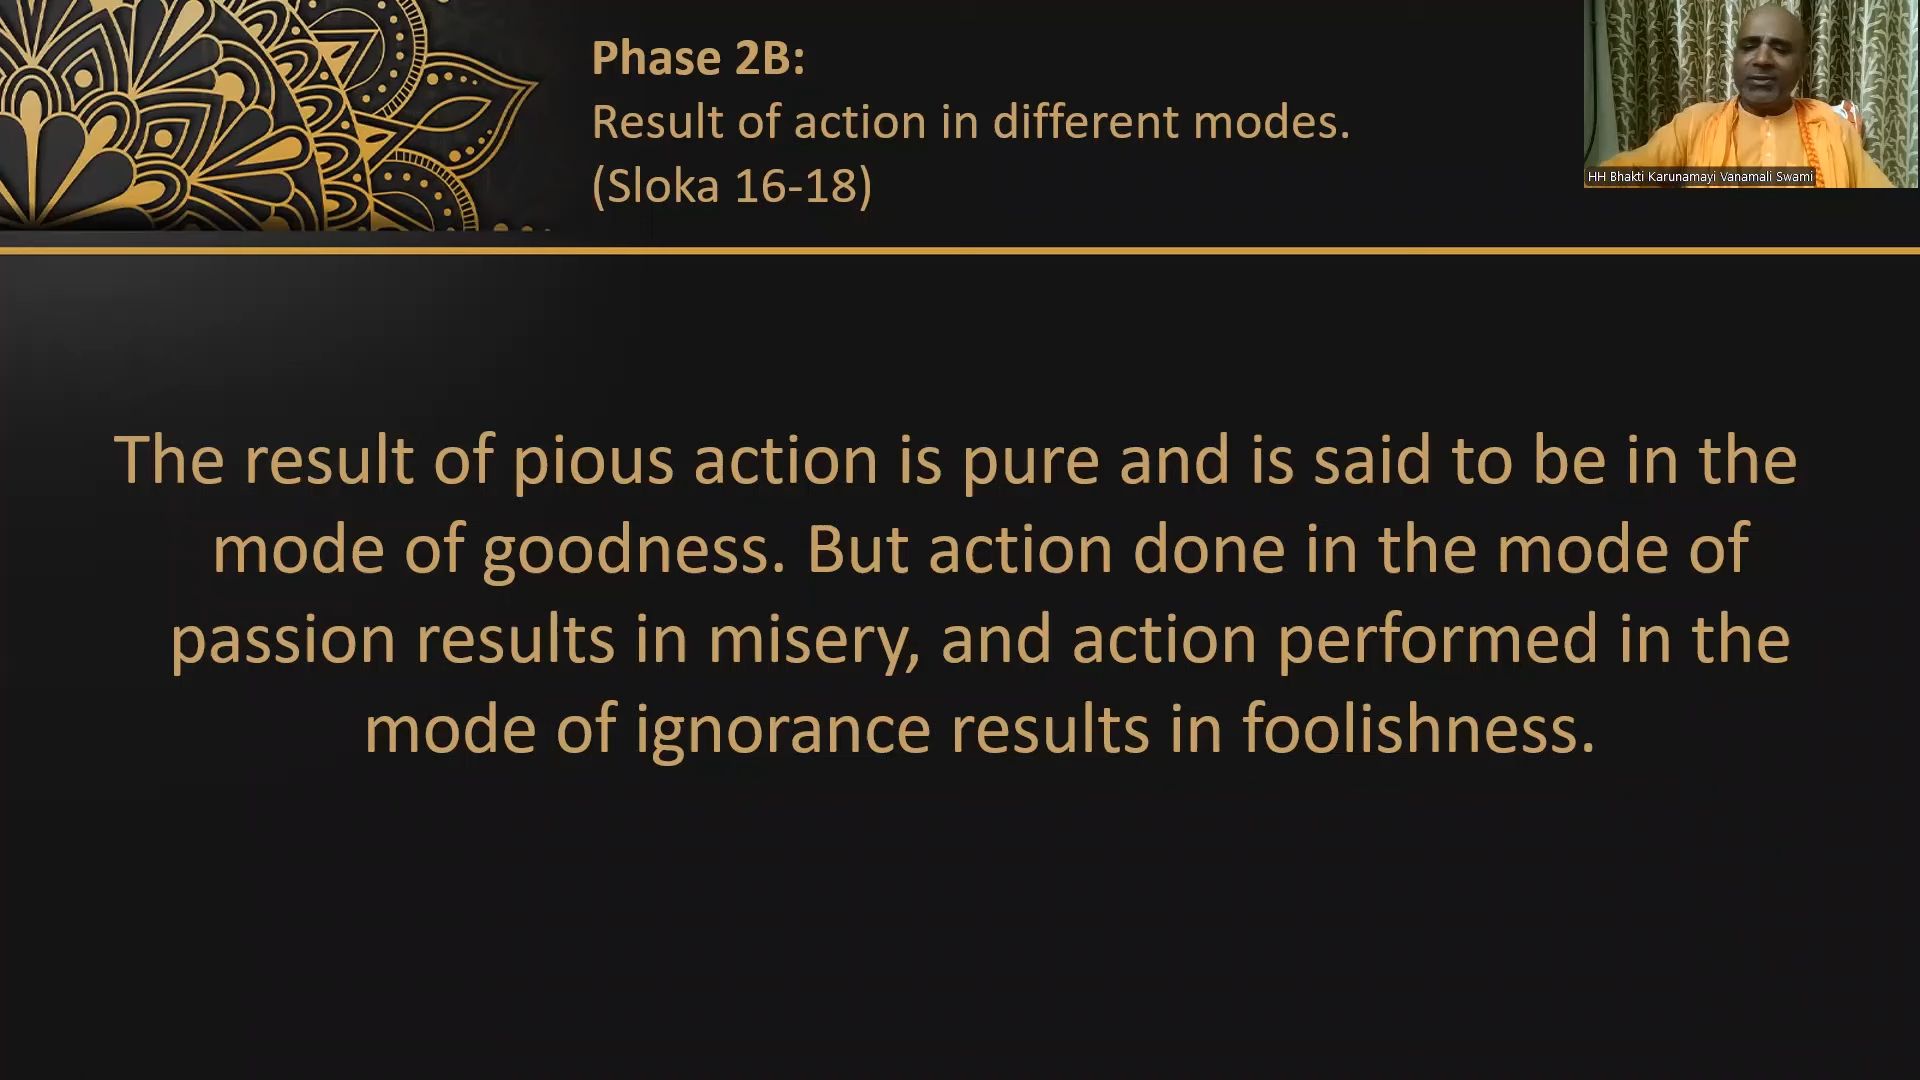 Phase 2B:
Result of action in different modes.
(Sloka 16-18)
HH Bhakti Karunamayi Vanamali Swami
The result of pious action is pure and is said to be in the
mode of goodness. But action done in the mode of
passion results in misery, and action performed in the
mode of ignorance results in foolishness.